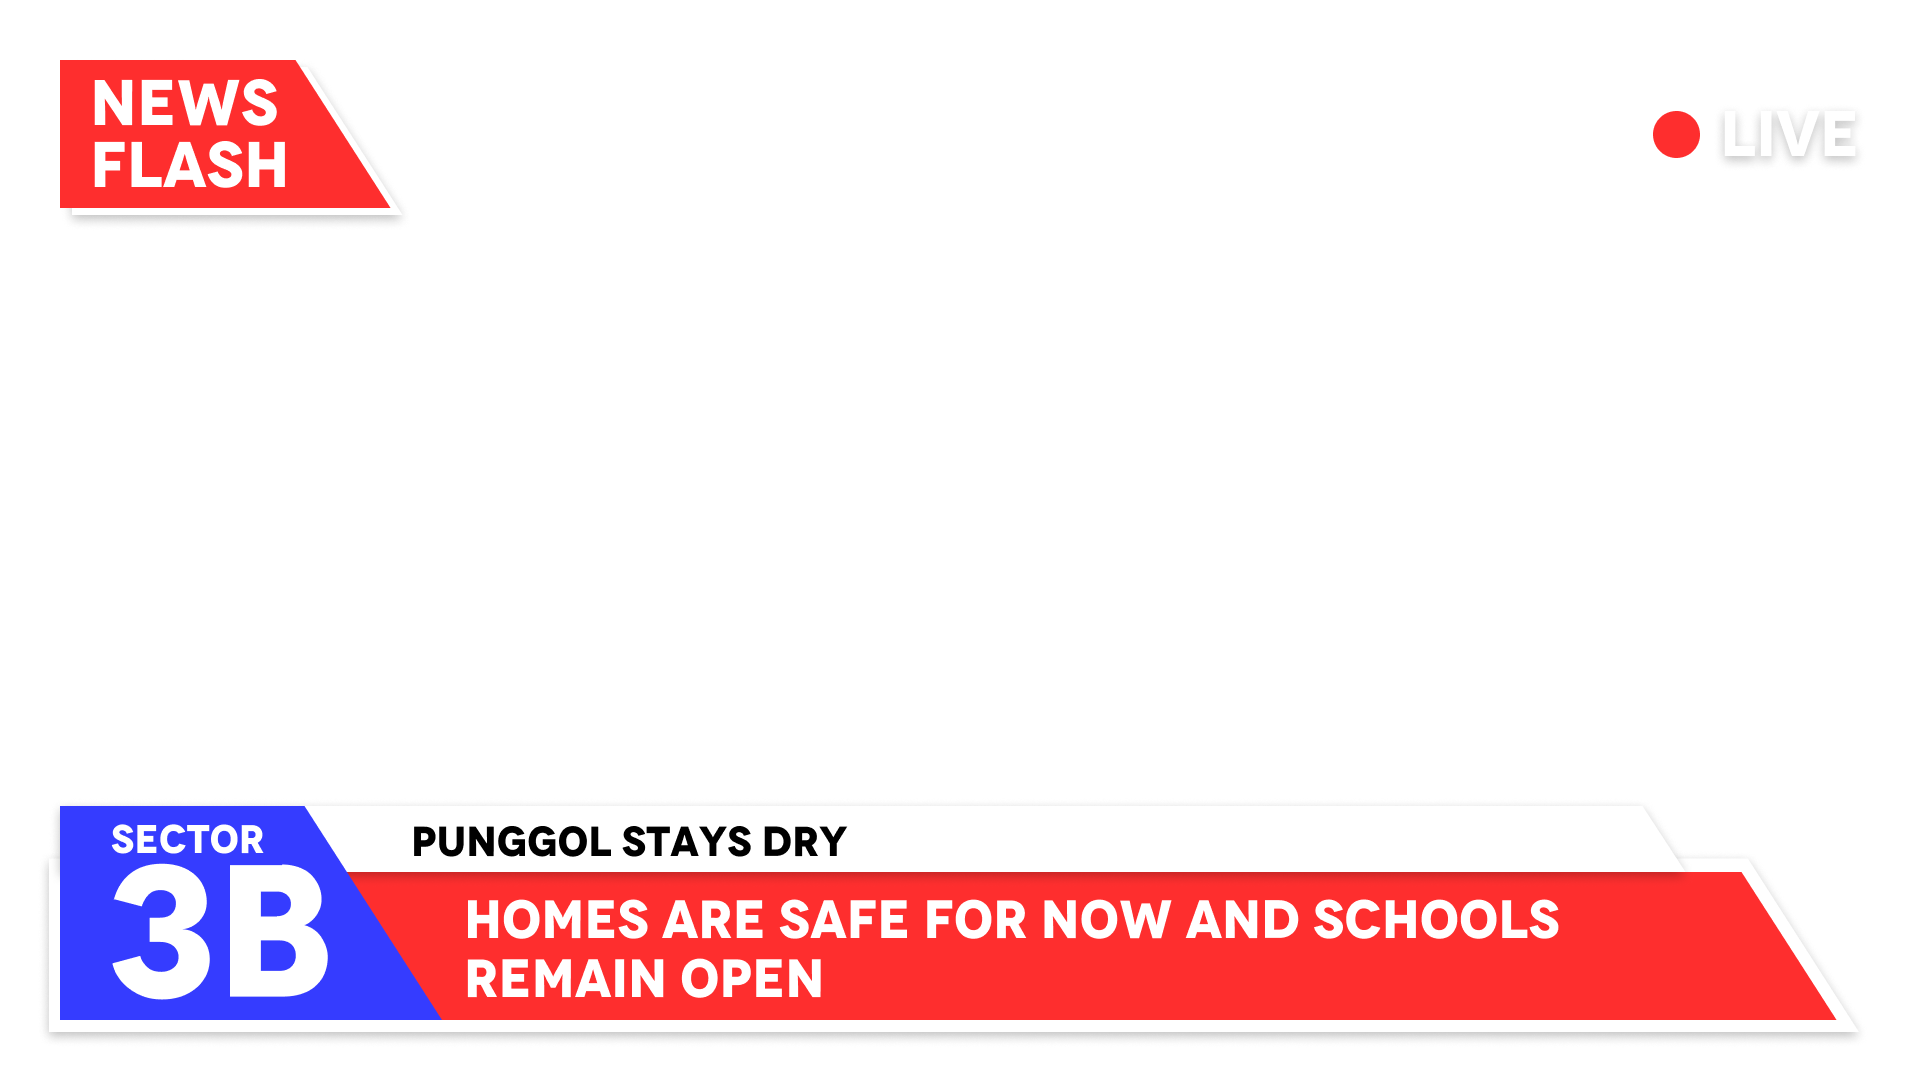 NEWS
FLASH
LIVE
SECTOR
3B
PUNGGOL STAYS DRY
HOMES ARE SAFE FOR NOW AND SCHOOLS
REMAIN OPEN